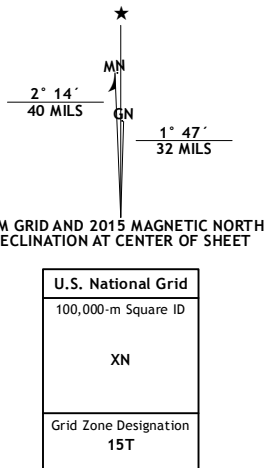 ★
MN
2° 14´
40 MILS
GN
1° 47´
32 MILS
M GRID AND 2015 MAGNETIC NORTH
ECLINATION AT CENTER OF SHEET
U.S. National Grid
100,000-m Square ID
XN
Grid Zone Designation
15T